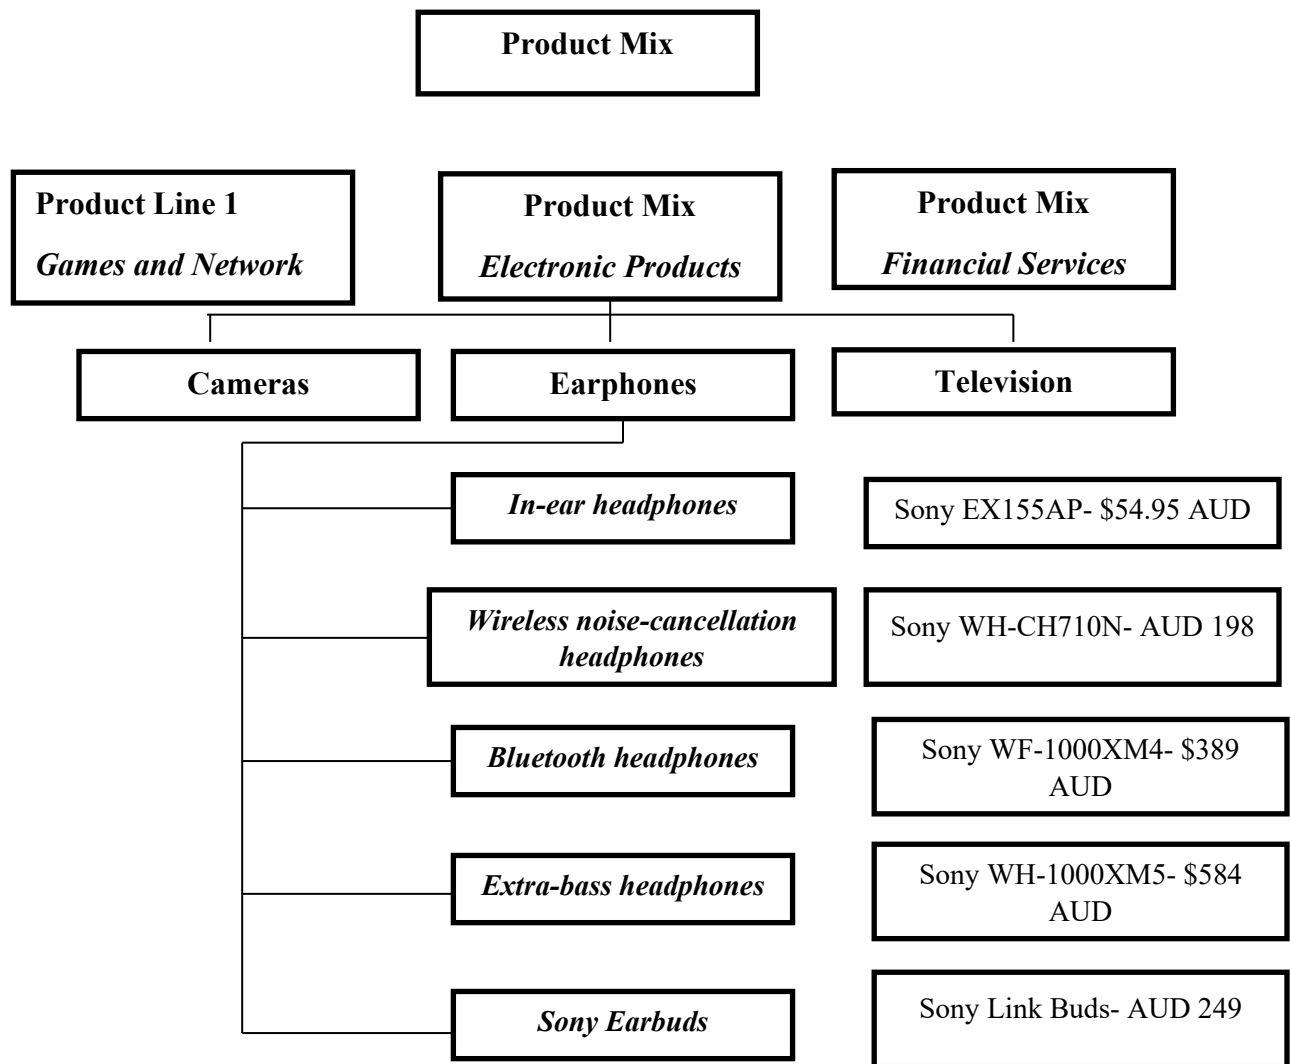 Product Mix
Product Line 1
Games and Network
Product Mix
Electronic Products
Product Mix
Financial Services
Cameras
Earphones
Television
In-ear headphones
Sony EX155AP- $54.95 AUD
Wireless noise-cancellation
headphones
Sony WH-CH710N- AUD 198
Bluetooth headphones
Sony WF-1000XM4- $389
AUD
Extra-bass headphones
Sony WH-1000XM5- $584
AUD
Sony Earbuds
Sony Link Buds- AUD 249